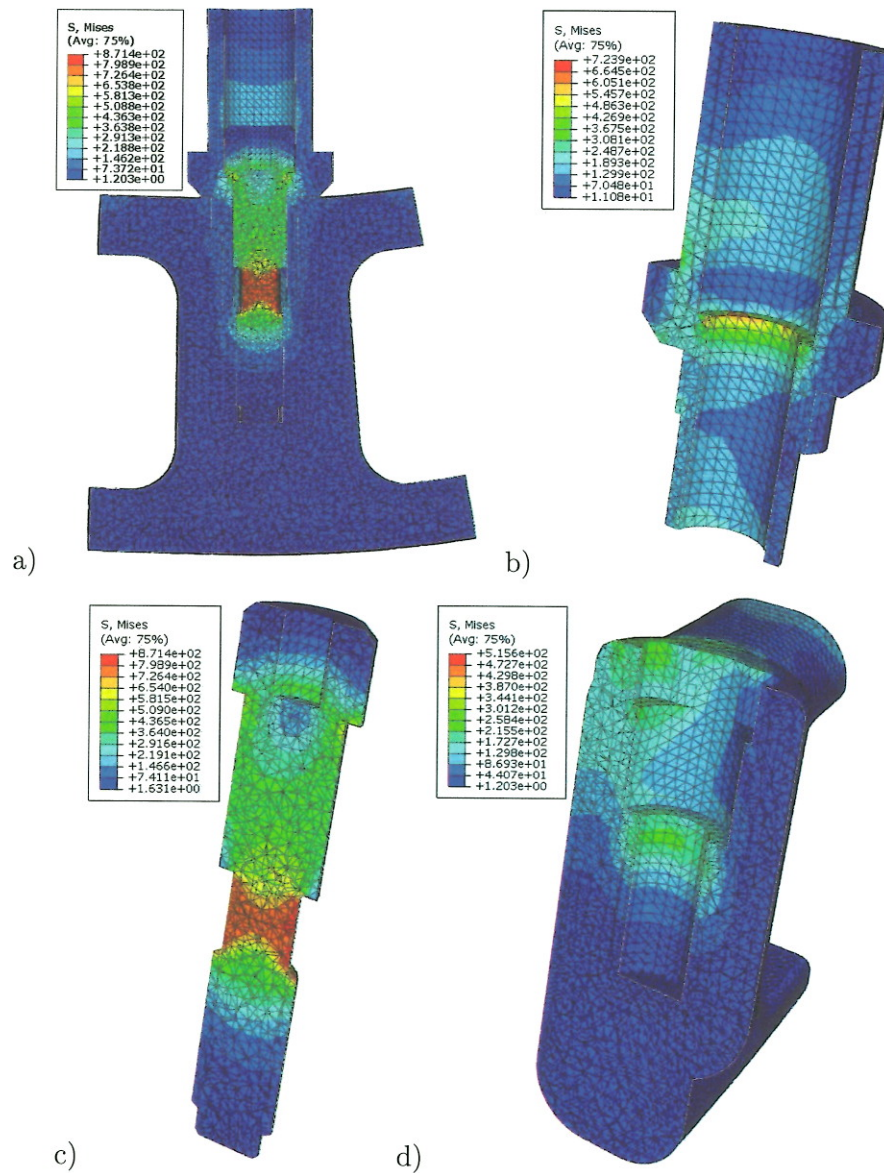 S, Mises
(Avg: 75%)
+8.714e+02
+7.989e+02
+7.264e+02
+6.538e+02
+5.813e+02
+5.088e+02
+4.363e+02
+3.638e+02
+2.913e+02
+2.188e+02
+1.462e+02
+7.372e+01
+1.203e+00
a)
S, Mises
(Avg: 75%)
+7.239e+02
+6.645e+02
+6.051e+02
+5.457e+02
+4.863e+02
+4.269e+02
+3.675e+02
+3.081e+02
+2.487e+02
+1.893e+02
+1.299e+02
+7.048e+01
+1.108e+01
b)
S, Mises
(Avg: 75%)
+8.714e+02
+7.989e+02
+7.264e+02
+6.540e+02
+5.815e+02
+5.090e+02
+4.365e+02
+3.640e+02
+2.916e+02
+2.191e+02
+1.466e+02
+7.411e+01
+1.631e+00
c)
S, Mises
(Avg: 75%)
+5.156e+02
+4.727e+02
+4.298e+02
+3.870e+02
+3.441e+02
+3.012e+02
+2.584e+02
+2.155e+02
+1.727e+02
+1.298e+02
+8.693e+01
+4.407e+01
+1.203e+00
d)